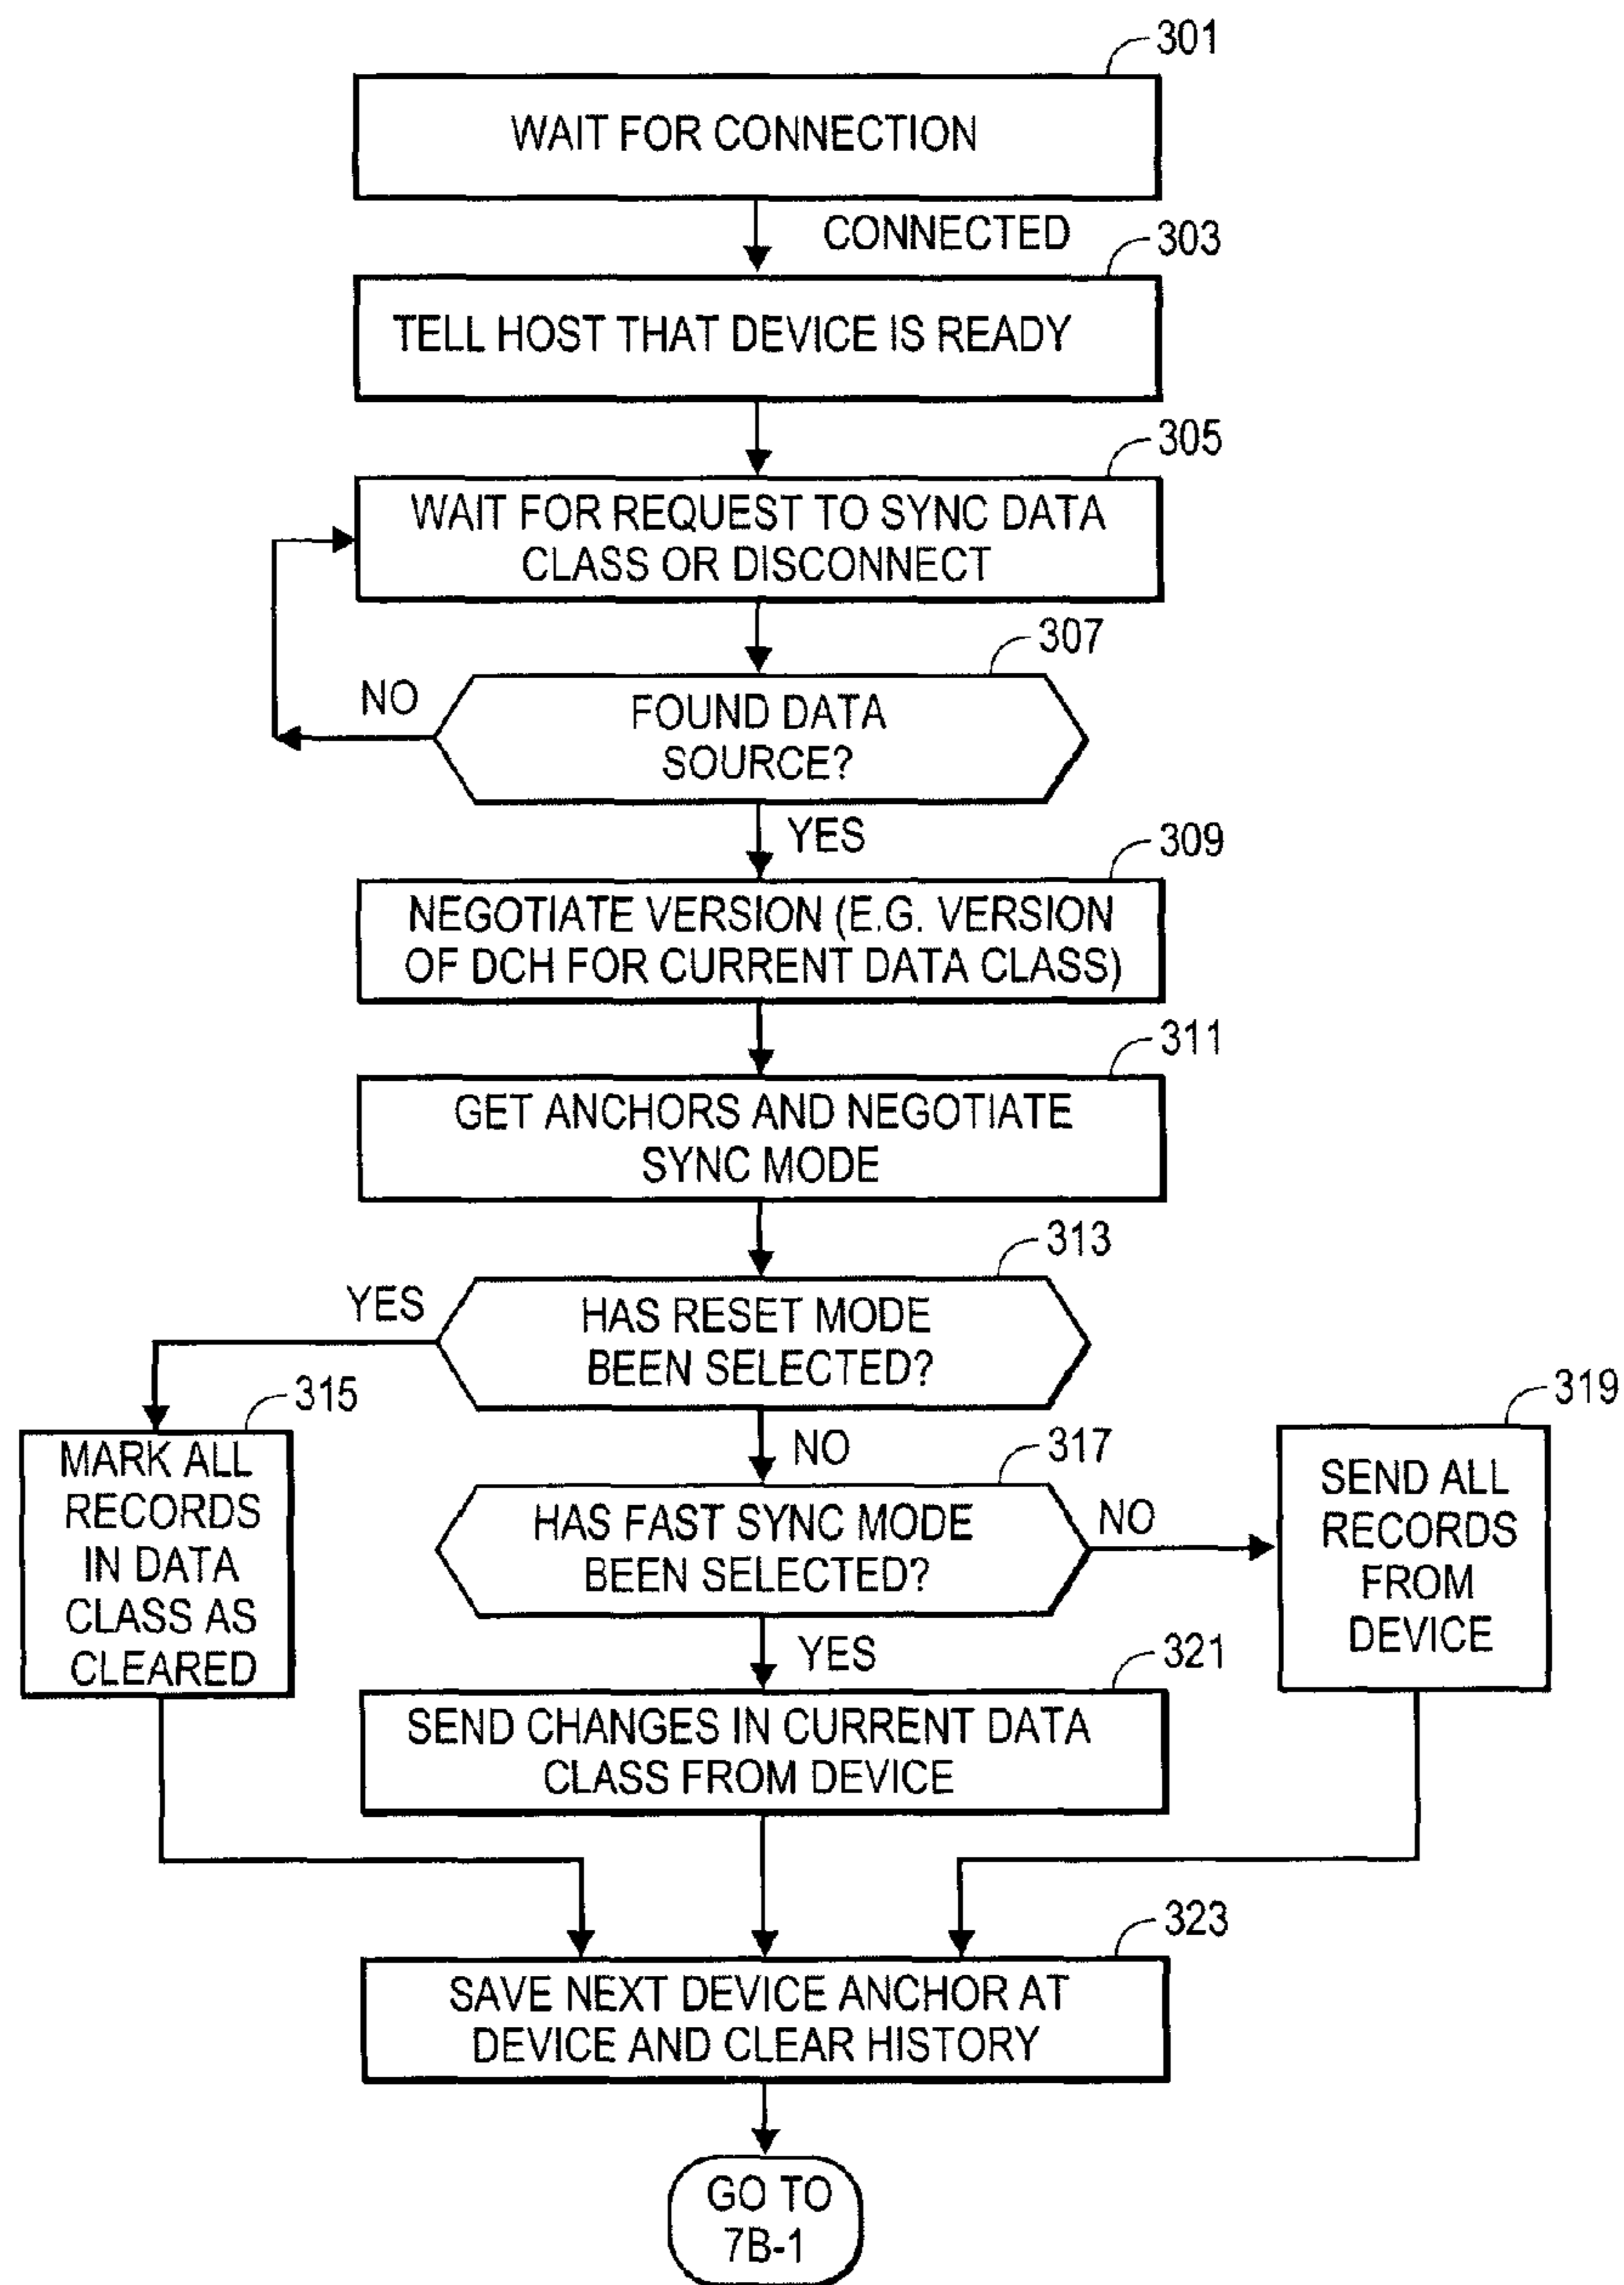 301
WAIT FOR CONNECTION
CONNECTED
303
TELL HOST THAT DEVICE IS READY
305
WAIT FOR REQUEST TO SYNC DATA
CLASS OR DISCONNECT
307
NO
FOUND DATA
SOURCE?
YES
309
NEGOTIATE VERSION (E.G. VERSION
OF DCH FOR CURRENT DATA CLASS)
311
GET ANCHORS AND NEGOTIATE
SYNC MODE
313
YES
HAS RESET MODE
BEEN SELECTED?
315
MARK ALL
RECORDS
IN DATA
CLASS AS
CLEARED
NO
317
HAS FAST SYNC MODE
BEEN SELECTED?
NO
319
SEND ALL
RECORDS
FROM
DEVICE
YES
321
SEND CHANGES IN CURRENT DATA
CLASS FROM DEVICE
323
SAVE NEXT DEVICE ANCHOR AT
DEVICE AND CLEAR HISTORY
GO TO
7B-1